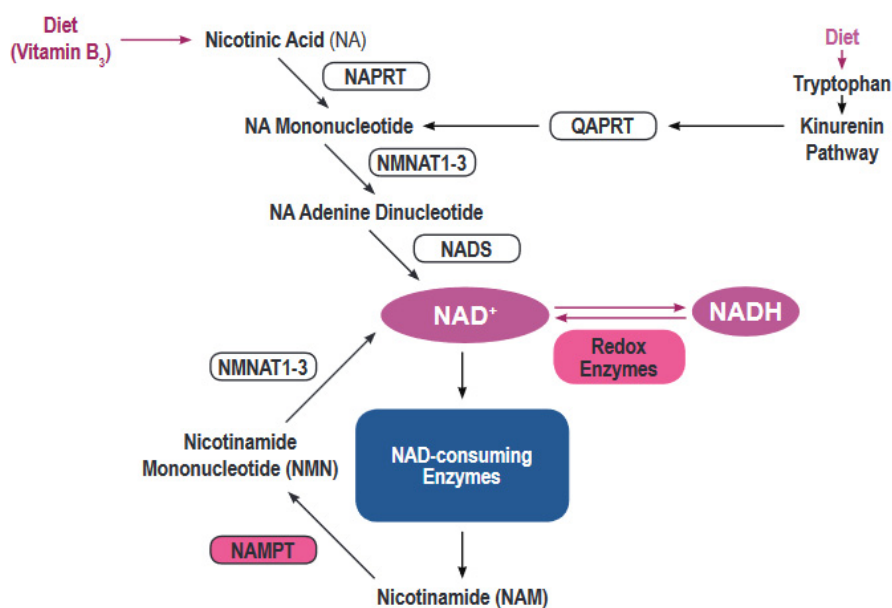 Diet
(Vitamin B₃)
Nicotinic Acid (NA)
NAPRT
Diet
Tryptophan
NA Mononucleotide
QAPRT
Kinurenin
Pathway
NMNAT1-3
NA Adenine Dinucleotide
NADS
NAD⁺
NADH
Redox
Enzymes
NMNAT1-3
Nicotinamide
Mononucleotide (NMN)
NAD-consuming
Enzymes
NAMPT
Nicotinamide (NAM)